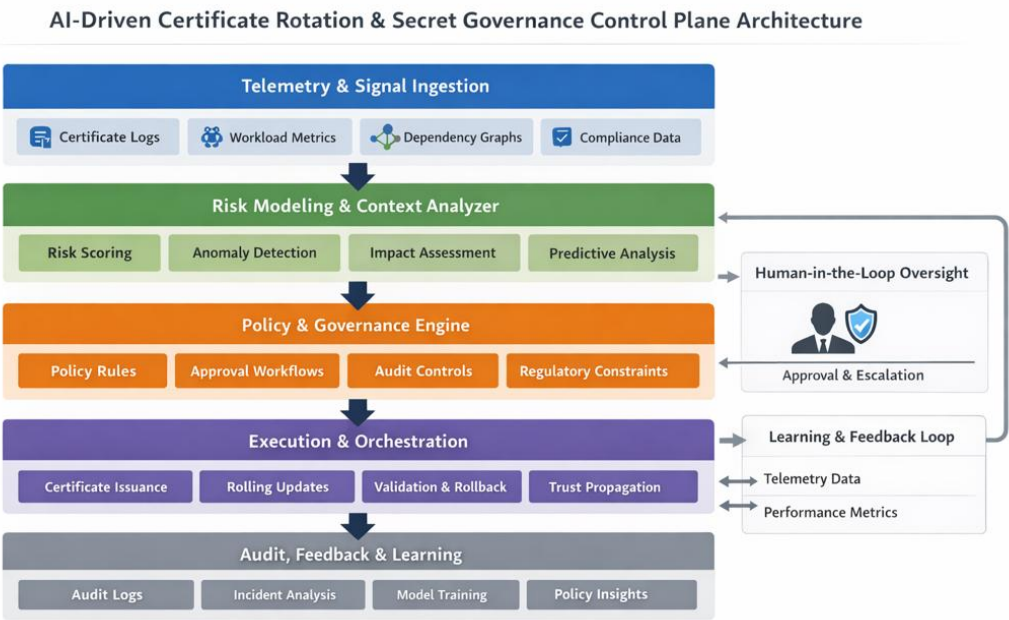 AI-Driven Certificate Rotation & Secret Governance Control Plane Architecture
Telemetry & Signal Ingestion
Certificate Logs
Workload Metrics
Dependency Graphs
Compliance Data
Risk Modeling & Context Analyzer
Risk Scoring
Anomaly Detection
Impact Assessment
Predictive Analysis
Human-in-the-Loop Oversight
Approval & Escalation
Policy & Governance Engine
Policy Rules
Approval Workflows
Audit Controls
Regulatory Constraints
Execution & Orchestration
Certificate Issuance
Rolling Updates
Validation & Rollback
Trust Propagation
Learning & Feedback Loop
Telemetry Data
Performance Metrics
Audit, Feedback & Learning
Audit Logs
Incident Analysis
Model Training
Policy Insights